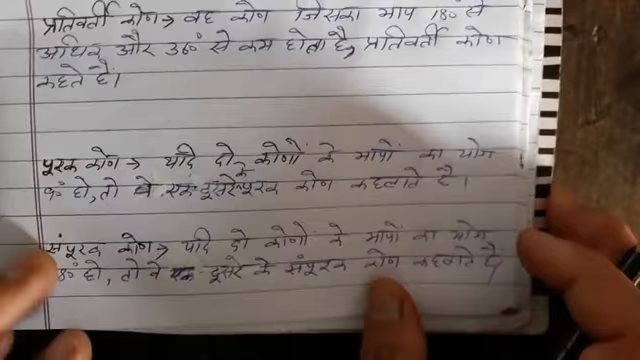 प्रतिवर्ती कोण → वह कोण जिसका माप 180° से
अधिक और 360° से कम होता है, प्रतिवर्ती कोण
कहते हैं।
पूरक कोण → यदि दो कोणों के मापों का योग
90° हो, तो वे एक दूसरे के पूरक कोण कहलाते है।
संपूरक कोण → यदि दो कोणों के मापों का योग
180° हो, तो वे एक दूसरे के संपूरक कोण कहलाते हैं